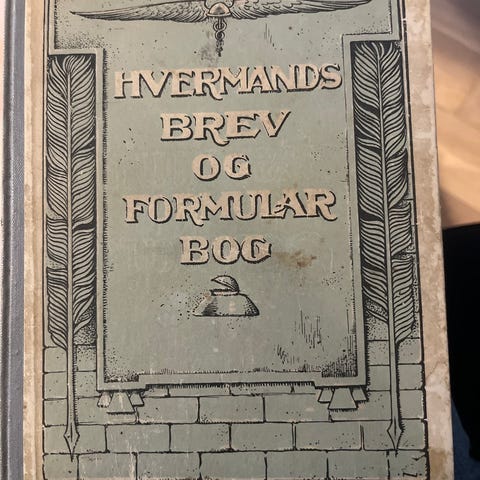 HVERMANDS
BREV
OG
FORMULAR
BOG